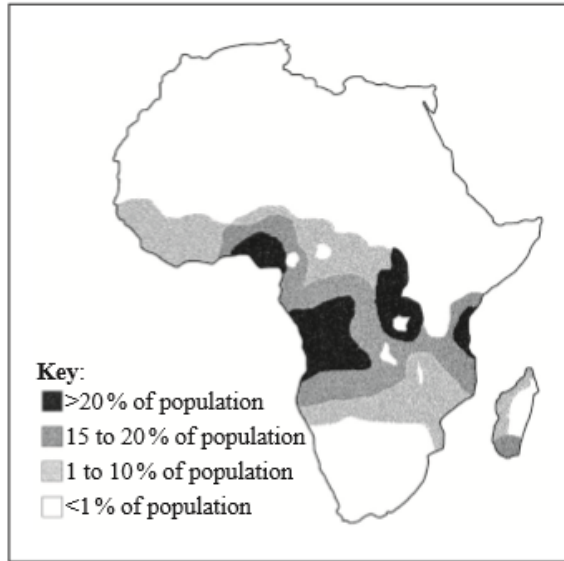 Key:
>20 % of population
15 to 20 % of population
1 to 10 % of population
<1 % of population